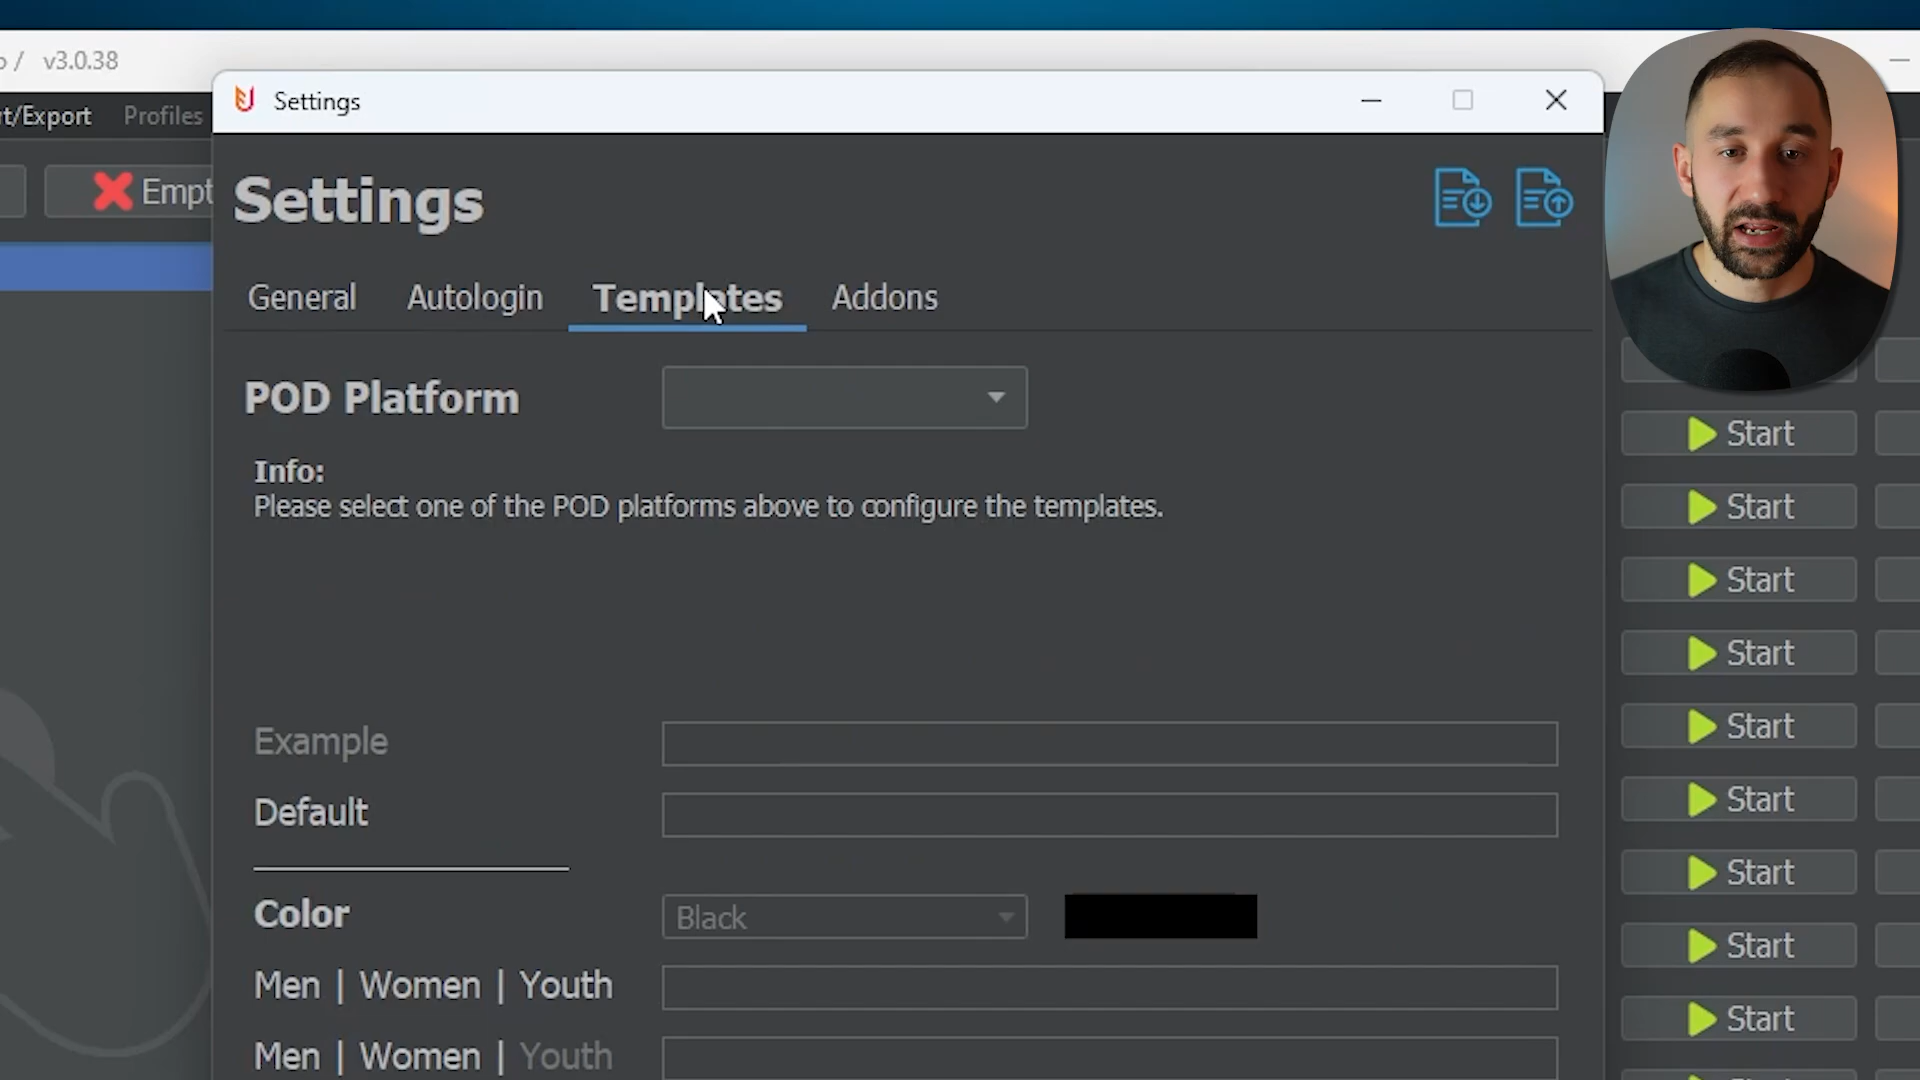 / v3.0.38
Settings
t/Export Profiles
Settings
General Autologin Templates Addons
POD Platform
Info:
Please select one of the POD platforms above to configure the templates.
Example
Default
Color Black
Men | Women | Youth
Men | Women | Youth
Empt
Start
Start
Start
Start
Start
Start
Start
Start
Start